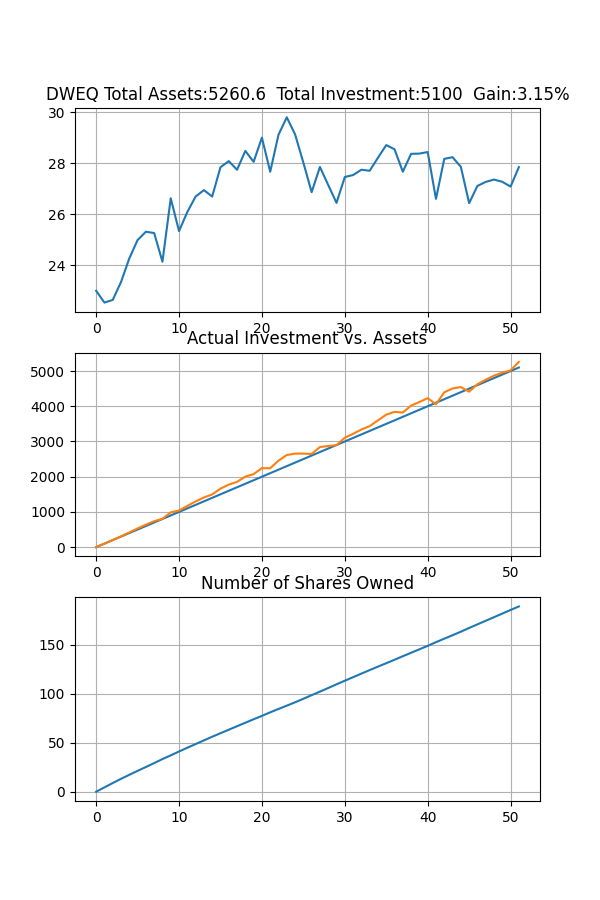 DWEQ Total Assets:5260.6  Total Investment:5100  Gain:3.15%
30
28
26
24
0 10 20 30 40 50
Actual Investment vs. Assets
5000
4000
3000
2000
1000
0
0 10 20 30 40 50
Number of Shares Owned
150
100
50
0
0 10 20 30 40 50